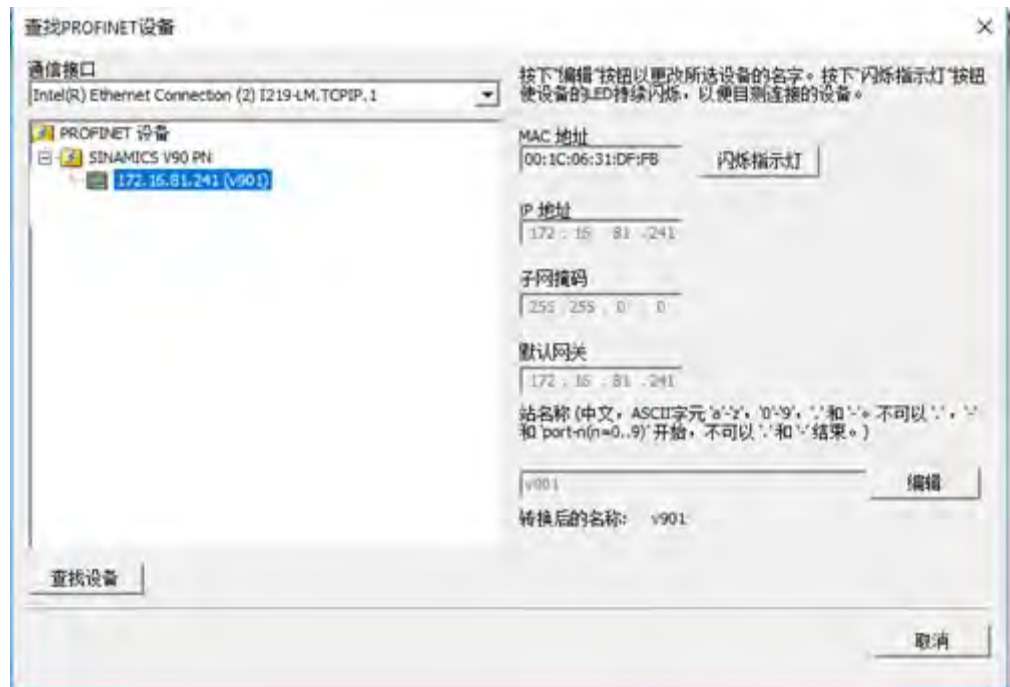 查找PROFINET设备
通信接口
Intel(R) Ethernet Connection (2) I219-LM.TCPIP.1
PROFINET 设备
SINAMICS V90 PN
172.16.81.241 (v901)
查找设备
按下"编辑"按钮以更改所选设备的名字。按下"闪烁指示灯"按钮
使设备的LED持续闪烁，以便目测连接的设备。
MAC 地址
00:1C:06:31:DF:FB
闪烁指示灯
IP 地址
172 . 16 . 81 .241
子网掩码
255 .255 . 0 . 0
默认网关
172 . 16 . 81 .241
站名称 (中文，ASCII字元 'a'-'z'，'0'-'9'，'.' 和 '-'。不可以 '.'，'-'
和 'port-n(n=0..9)' 开始，不可以 '.' 和 '-' 结束。)
v901
编辑
转换后的名称: v901
取消